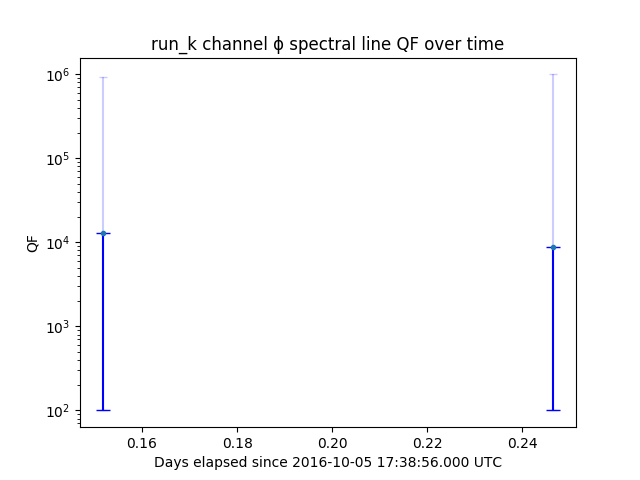 run_k channel ϕ spectral line QF over time
10⁶
10⁵
10⁴
10³
10²
QF
0.16 0.18 0.20 0.22 0.24
Days elapsed since 2016-10-05 17:38:56.000 UTC